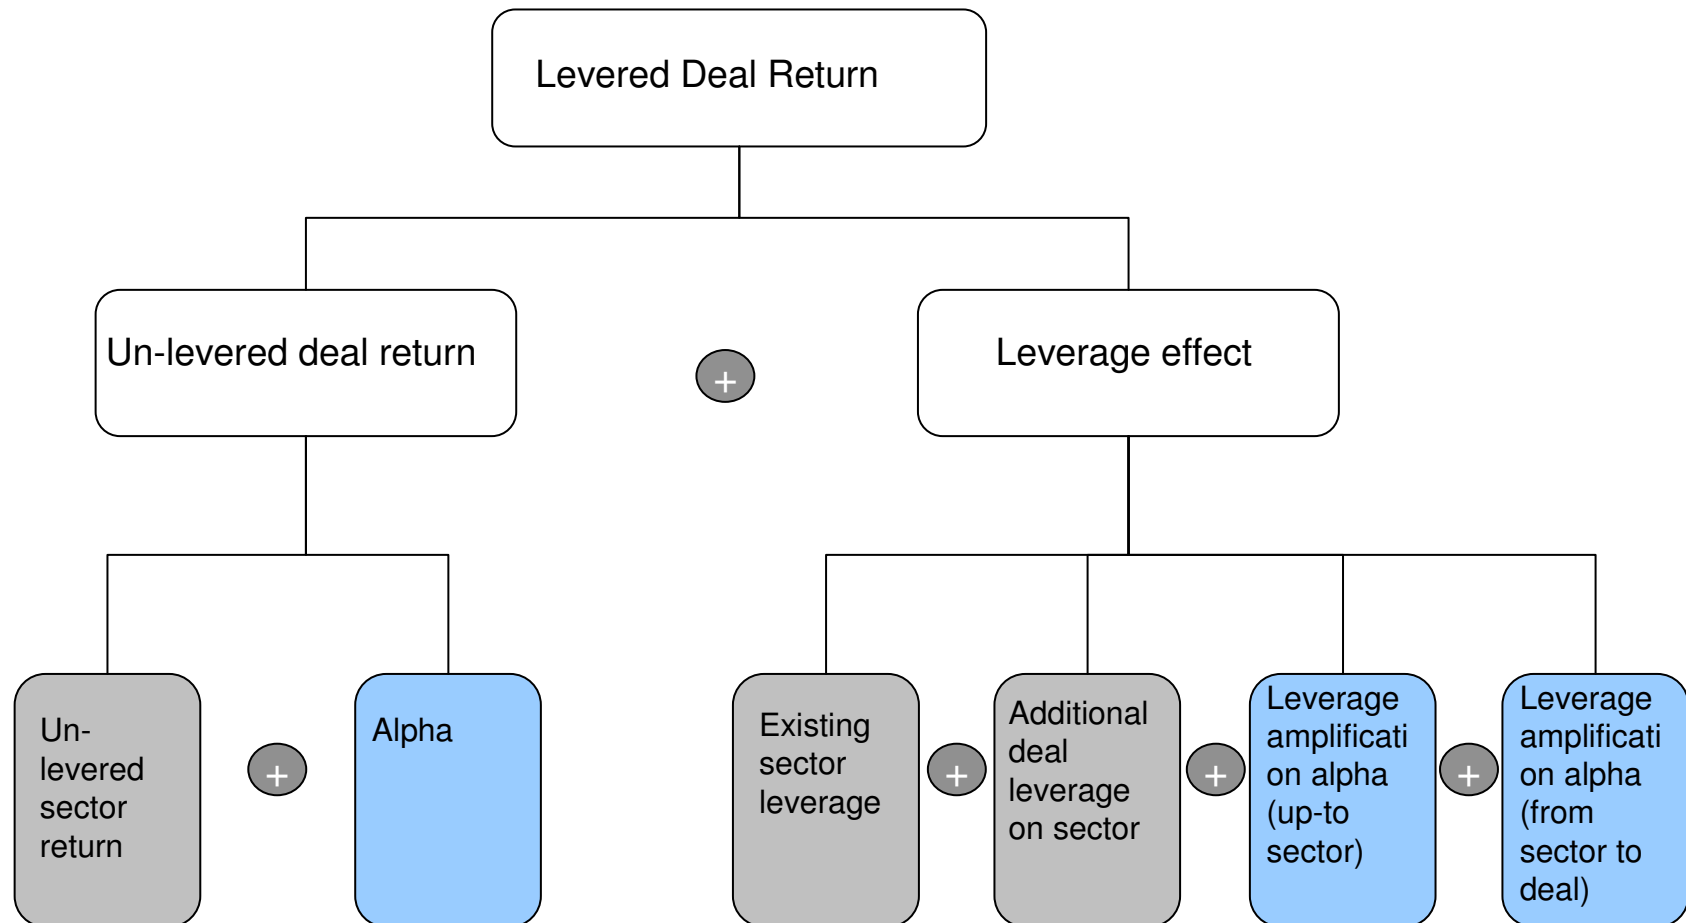 Levered Deal Return
Un-levered deal return
+
Leverage effect
Un-
levered
sector
return
+
Alpha
Existing
sector
leverage
+
Additional
deal
leverage
on sector
+
Leverage
amplificati
on alpha
(up-to
sector)
+
Leverage
amplificati
on alpha
(from
sector to
deal)